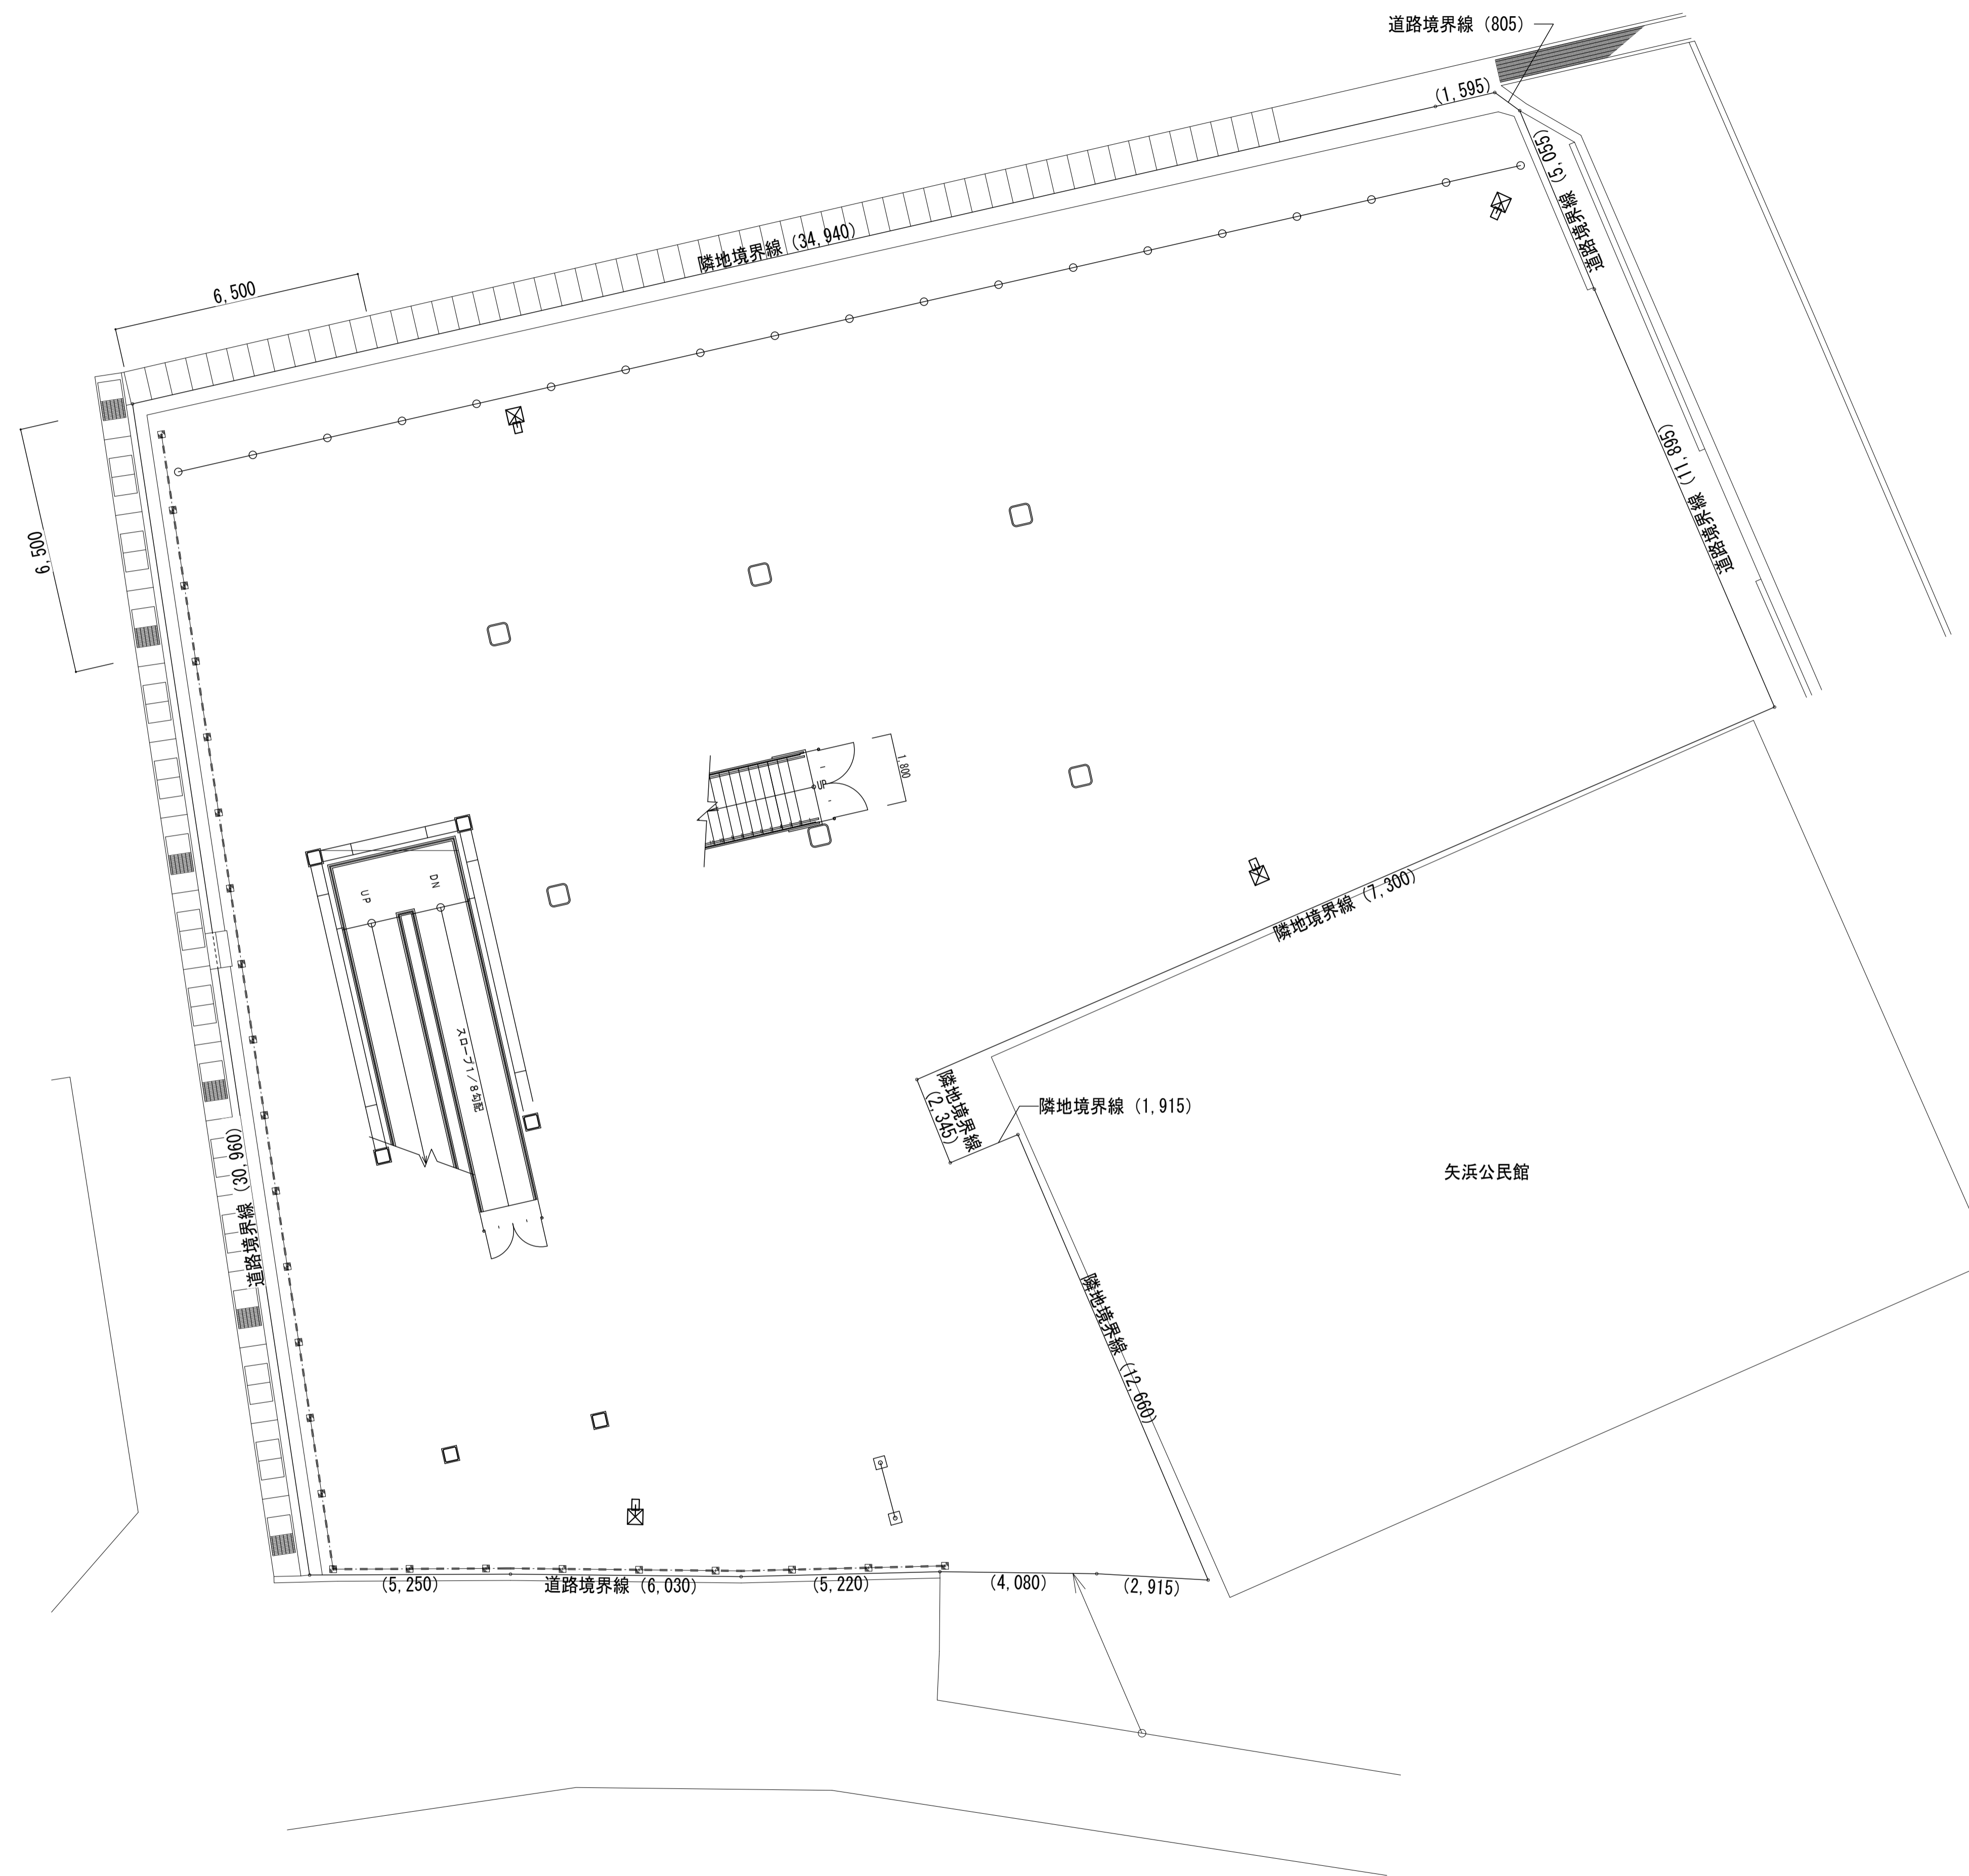 道路境界線（805）
（1,595）
道路境界線（5,055）
隣地境界線（34,940）
6,500
6,500
道路境界線（11,895）
1,800
UP
UP
DN
スロープ1／8勾配
隣地境界線（7,300）
隣地境界線
（2,345）
隣地境界線（1,915）
矢浜公民館
道路境界線（30,960）
隣地境界線（12,660）
（5,250）
道路境界線（6,030）
（5,220）
（4,080）
（2,915）